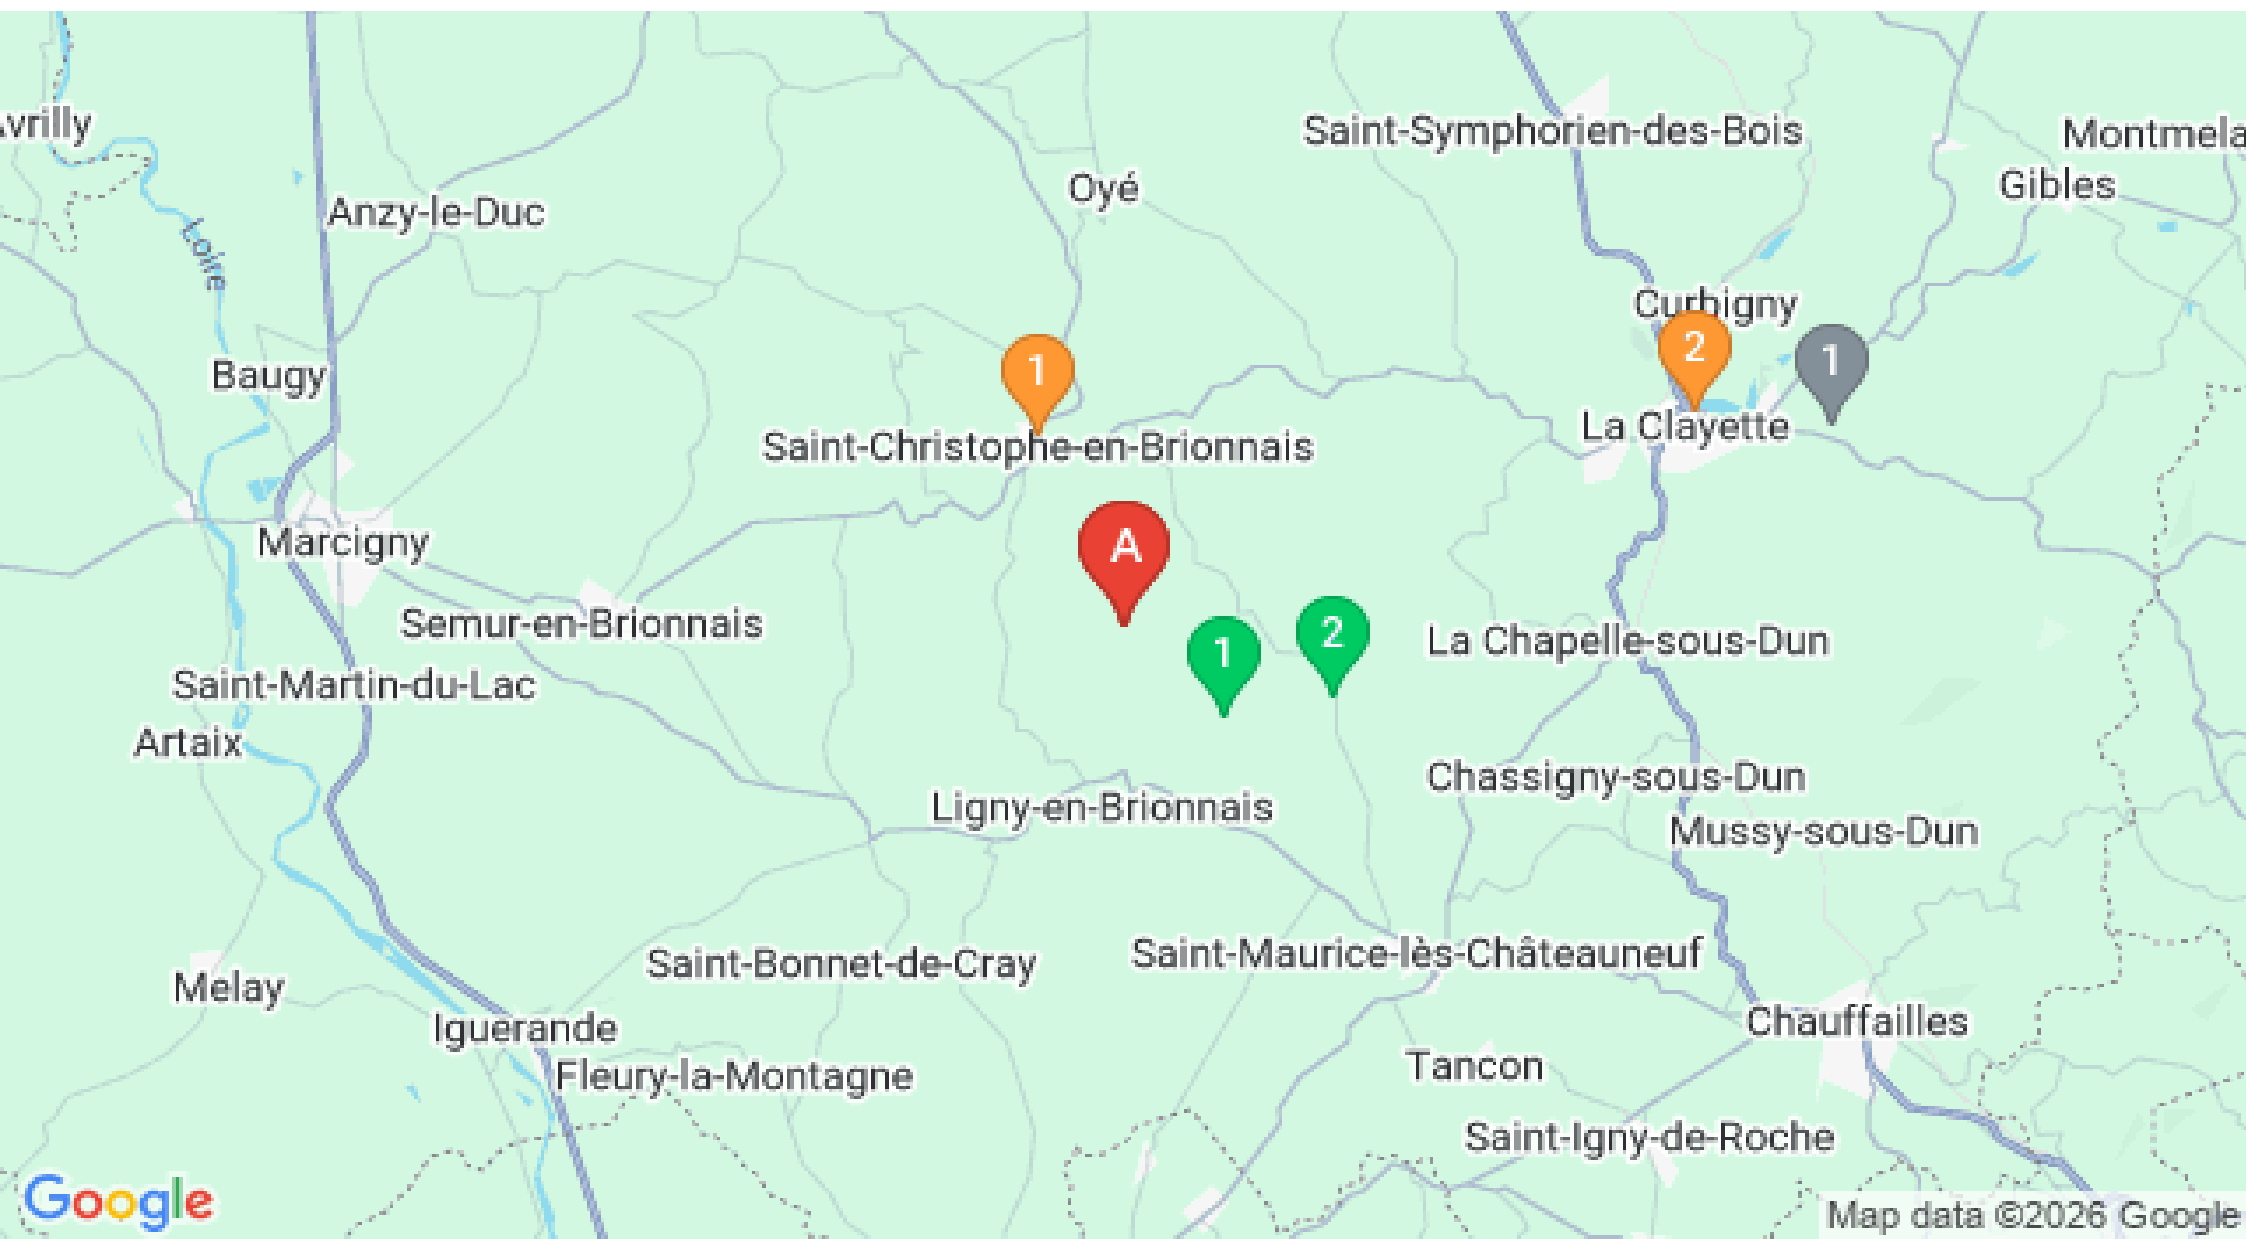 vrilly
Saint-Symphorien-des-Bois
Montmela
Oyé
Gibles
Anzy-le-Duc
Loire
Curbigny
1
2
1
Baugy
La Clayette
Saint-Christophe-en-Brionnais
A
Marcigny
Semur-en-Brionnais
1
2
La Chapelle-sous-Dun
Saint-Martin-du-Lac
Artaix
Chassigny-sous-Dun
Ligny-en-Brionnais
Mussy-sous-Dun
Saint-Bonnet-de-Cray
Saint-Maurice-lès-Châteauneuf
Melay
Iguerande
Chauffailles
Fleury-la-Montagne
Tancon
Saint-Igny-de-Roche
Google
Map data ©2026 Google